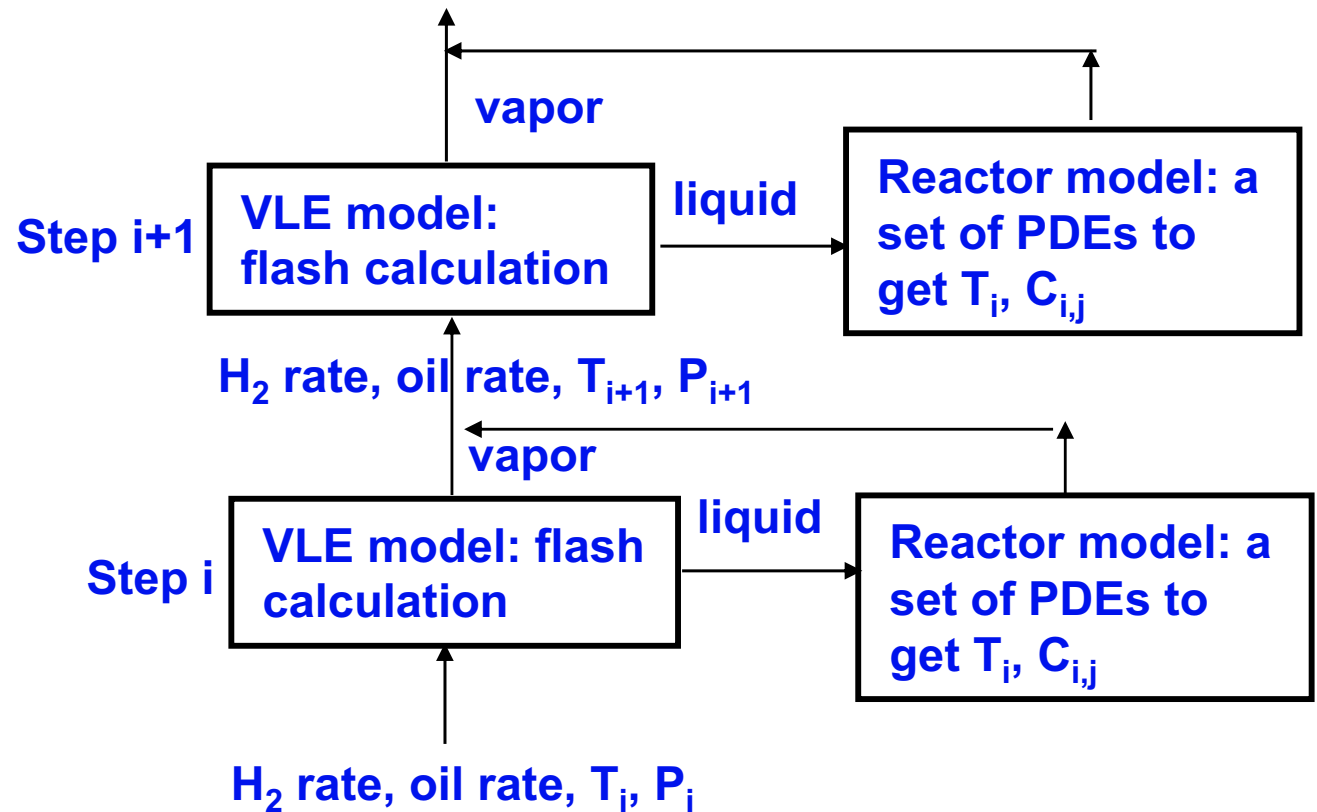 vapor
Step i+1
VLE model:
flash calculation
liquid
Reactor model: a
set of PDEs to
get Tᵢ, Cᵢ,ⱼ
H₂ rate, oil rate, Tᵢ₊₁, Pᵢ₊₁
vapor
Step i
VLE model: flash
calculation
liquid
Reactor model: a
set of PDEs to
get Tᵢ, Cᵢ,ⱼ
H₂ rate, oil rate, Tᵢ, Pᵢ